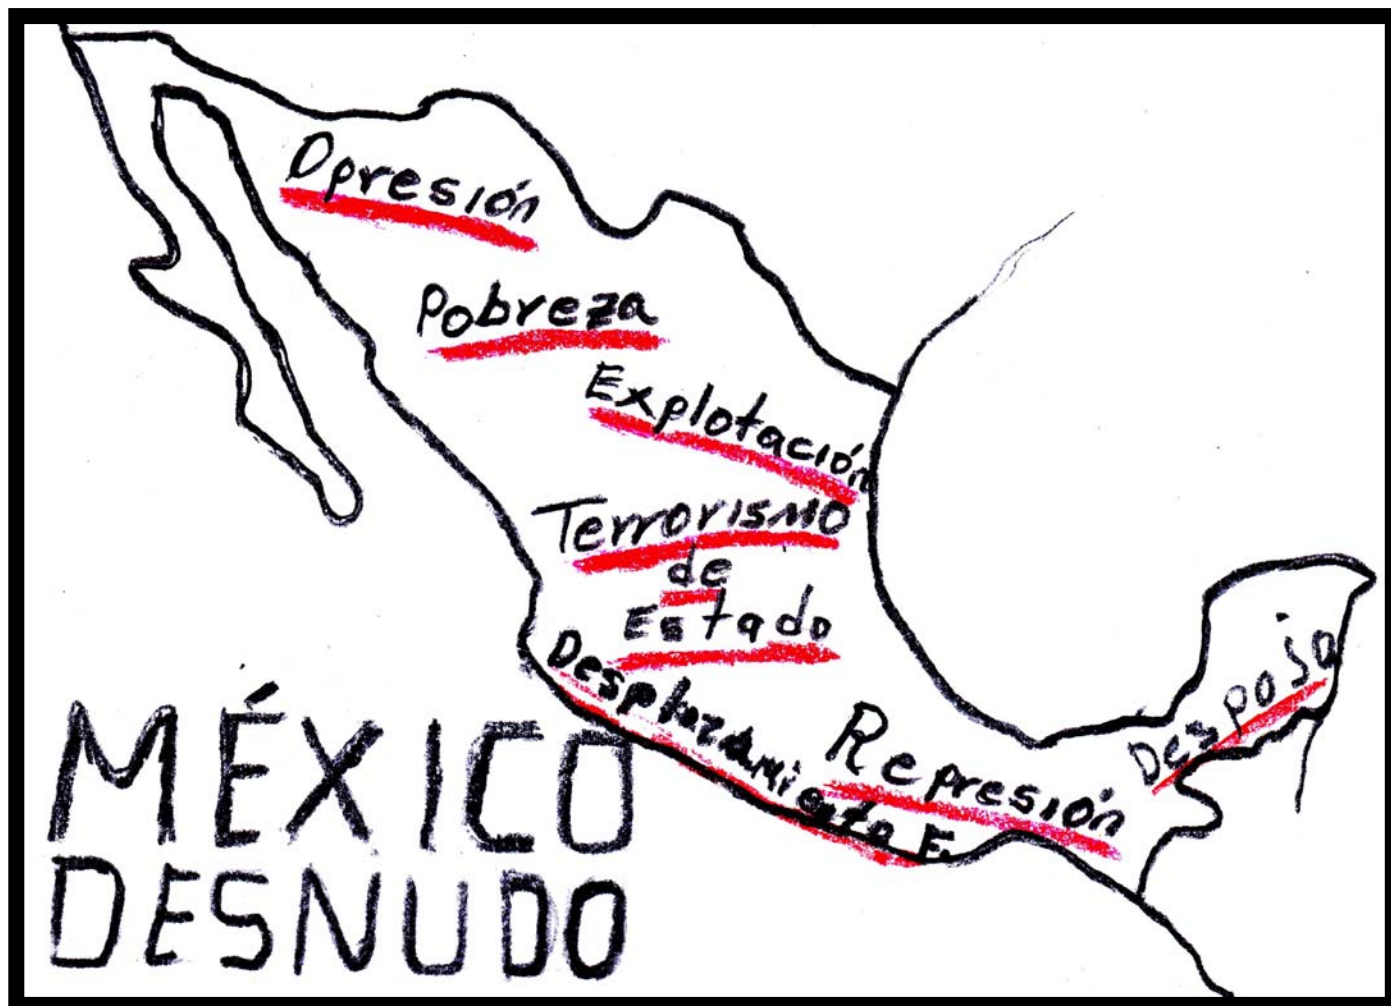 Opresión
Pobreza
Explotación
Terrorismo
de
Estado
Desplazamiento F.
Represión
Despojo
MÉXICO
DESNUDO